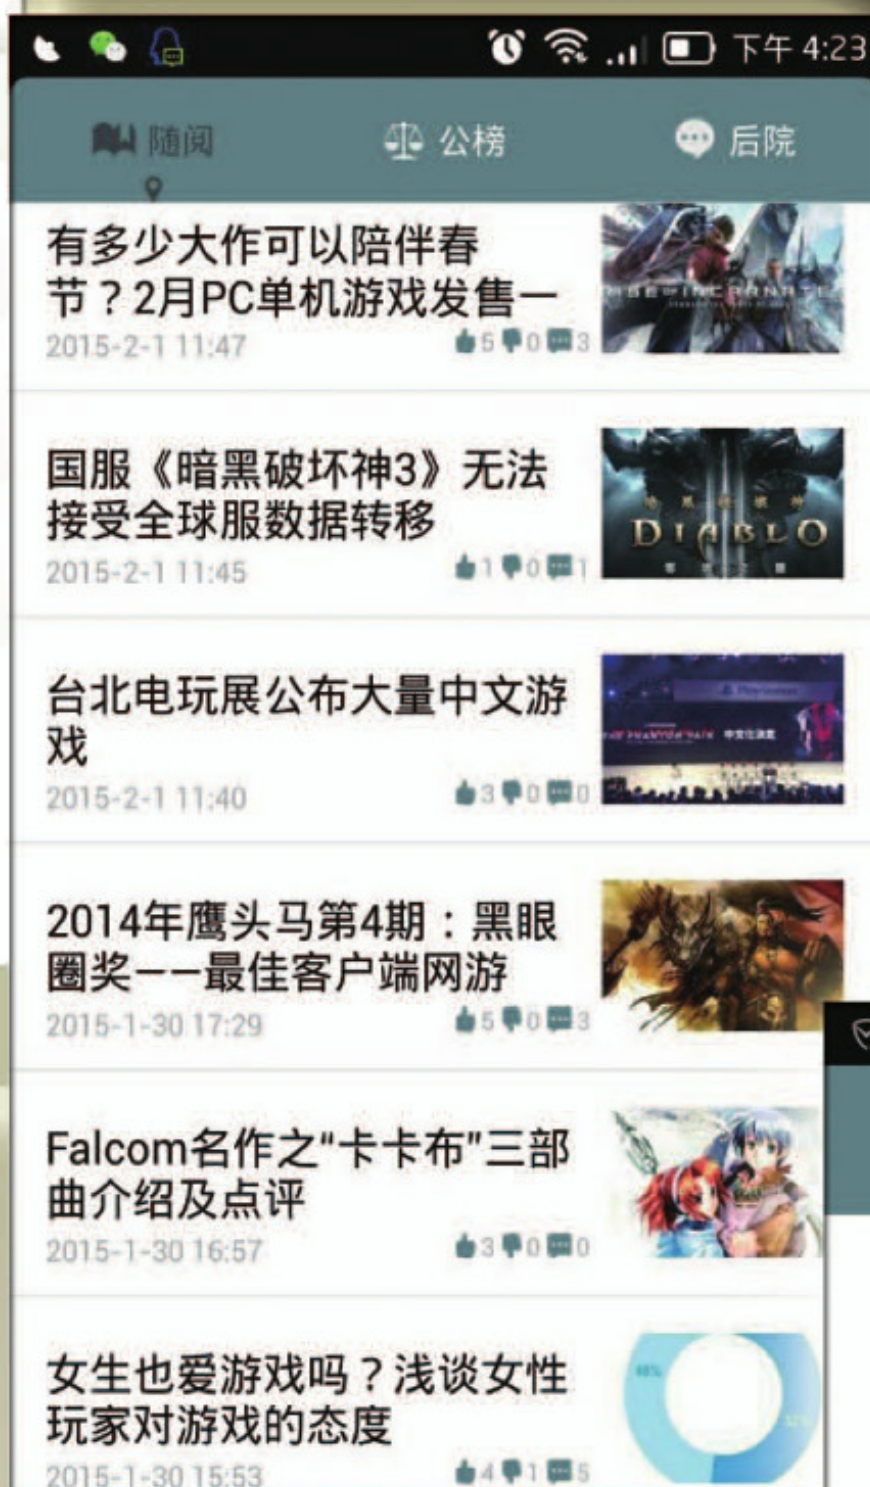 下午 4:23
随阅 公榜 后院
有多少大作可以陪伴春
节？2月PC单机游戏发售一
2015-2-1 11:47 5 0 3
国服《暗黑破坏神3》无法
接受全球服数据转移
DIABLO
2015-2-1 11:45 1 0 1
台北电玩展公布大量中文游
戏
2015-2-1 11:40 3 0 0
2014年鹰头马第4期：黑眼
圈奖——最佳客户端网游
2015-1-30 17:29 5 0 3
Falcom名作之“卡卡布”三部
曲介绍及点评
2015-1-30 16:57 3 0 0
女生也爱游戏吗？浅谈女性
玩家对游戏的态度
2015-1-30 15:53 4 1 5